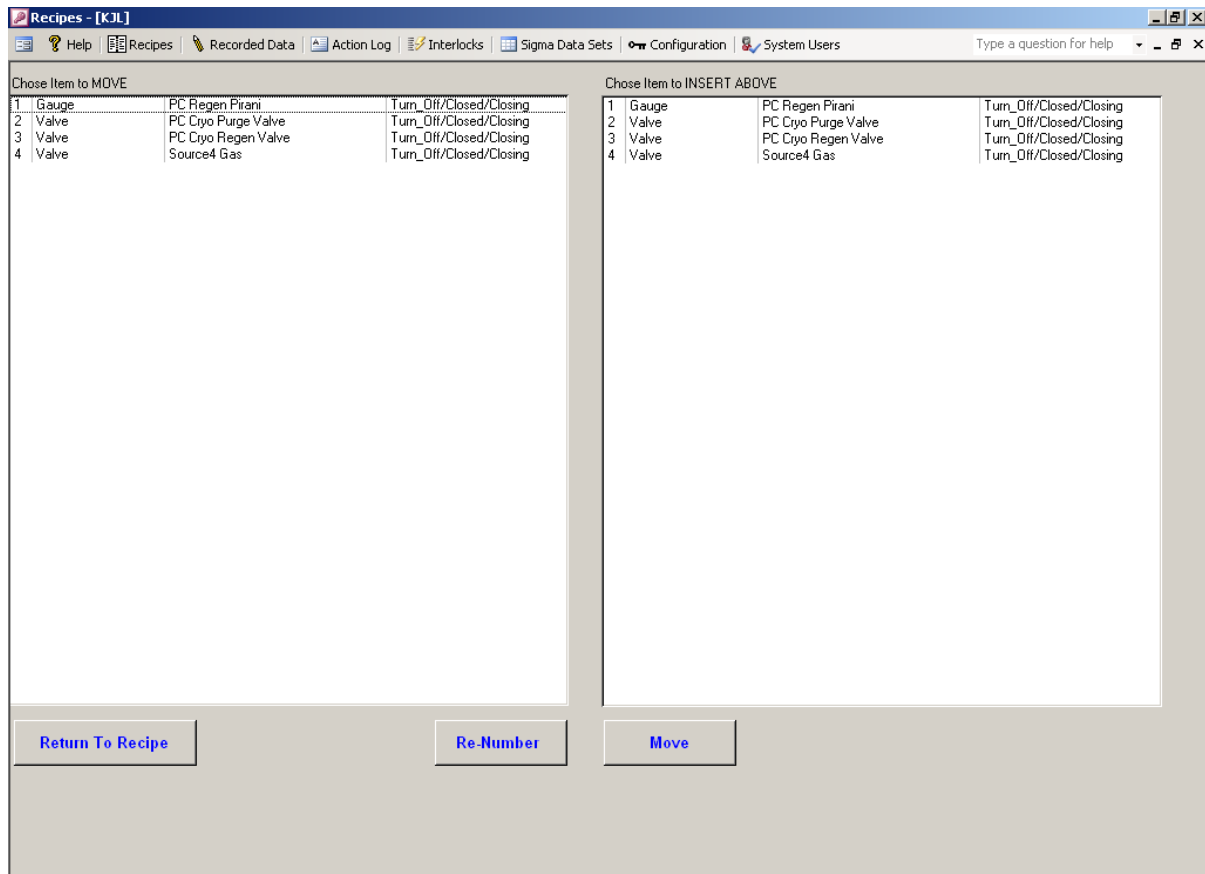 Recipes - [KJL]
Help Recipes Recorded Data Action Log Interlocks Sigma Data Sets Configuration System Users Type a question for help
Chose Item to MOVE
1 Gauge PC Regen Pirani Turn_Off/Closed/Closing
2 Valve PC Cryo Purge Valve Turn_Off/Closed/Closing
3 Valve PC Cryo Regen Valve Turn_Off/Closed/Closing
4 Valve Source4 Gas Turn_Off/Closed/Closing
Chose Item to INSERT ABOVE
1 Gauge PC Regen Pirani Turn_Off/Closed/Closing
2 Valve PC Cryo Purge Valve Turn_Off/Closed/Closing
3 Valve PC Cryo Regen Valve Turn_Off/Closed/Closing
4 Valve Source4 Gas Turn_Off/Closed/Closing
Return To Recipe Re-Number Move